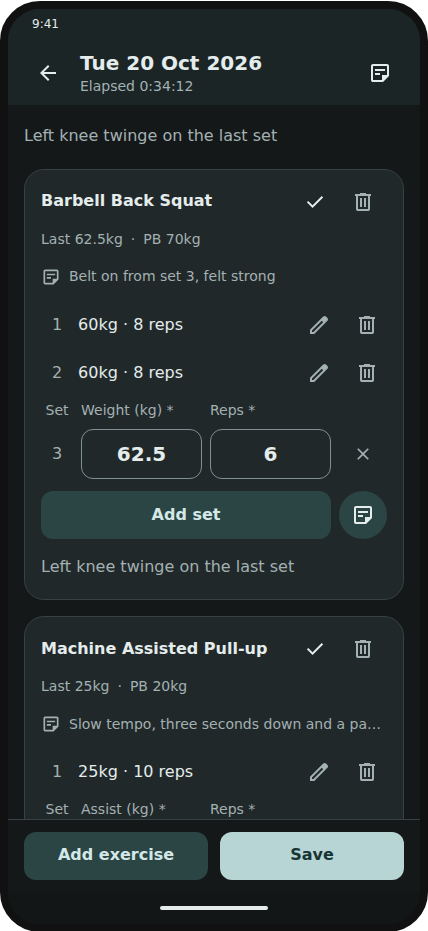 9:41
Tue 20 Oct 2026
Elapsed 0:34:12
Left knee twinge on the last set
Barbell Back Squat
Last 62.5kg · PB 70kg
Belt on from set 3, felt strong
1 60kg · 8 reps
2 60kg · 8 reps
Set Weight (kg) * Reps *
3 62.5 6
Add set
Left knee twinge on the last set
Machine Assisted Pull-up
Last 25kg · PB 20kg
Slow tempo, three seconds down and a pa...
1 25kg · 10 reps
Set Assist (kg) * Reps *
Add exercise Save